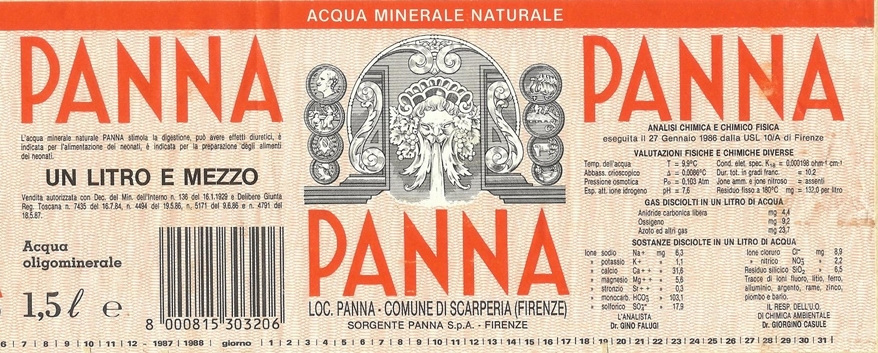 ACQUA MINERALE NATURALE
PANNA
L'acqua minerale naturale PANNA stimola la digestione, può avere effetti diuretici, è
indicata per l'alimentazione dei neonati, è indicata per la preparazione degli alimenti
dei neonati.
UN LITRO E MEZZO
Vendita autorizzata con Dec. del Min. dell'Interno n. 136 del 16.1.1929 e Delibere Giunta
Reg. Toscana n. 7435 del 16.7.84, n. 4494 del 19.5.86, n. 5171 del 9.6.86 e n. 4791 del
18.5.87.
Acqua
oligominerale
1,5 ℓ e
8 000815 303206
PANNA
LOC. PANNA - COMUNE DI SCARPERIA (FIRENZE)
SORGENTE PANNA S.p.A. - FIRENZE
PANNA
ANALISI CHIMICA E CHIMICO FISICA
eseguita il 27 Gennaio 1986 dalla USL 10/A di Firenze
VALUTAZIONI FISICHE E CHIMICHE DIVERSE
Temp. dell'acqua T = 9,9°C Cond. elet. spec. K18 = 0,000198 ohm-1 cm-1
Abbass. crioscopico Δ = 0,0086°C Dur. tot. in gradi franc. = 10,2
Pressione osmotica Po = 0,103 Atm Ione amm. e ione nitroso = assenti
Esp. att. ione idrogeno pH = 7,6 Residuo fisso a 180°C mg = 132,0 per litro
GAS DISCIOLTI IN UN LITRO DI ACQUA
Anidride carbonica libera mg 4,4
Ossigeno mg 9,2
Azoto ed altri gas mg 23,7
SOSTANZE DISCIOLTE IN UN LITRO DI ACQUA
Ione sodio Na+ mg 6,3 Ione cloruro Cl- mg 8,9
» potassio K+ » 1,1 » nitrico NO3- » 2,2
» calcio Ca++ » 31,6 Residuo silicico SiO2 » 6,5
» magnesio Mg++ » 5,6 Tracce di ioni fluoro, litio, ferro,
» stronzio Sr++ » 0,3 alluminio, argento, rame, zinco,
» monocarb. HCO3- » 103,1 piombo e bario.
» solforico SO4-- » 17,9
L'ANALISTA
Dr. GINO FALUGI
IL RESP. DELL'U.O.
DI CHIMICA AMBIENTALE
Dr. GIORGINO CASULE
6 | 7 | 8 | 9 | 10 | 11 | 12 - 1987 | 1988 | giorno | 1 | 2 | 3 | 4 | 5 | 6 | 7 | 8 | 9 | 10 | 11 | 12 | 13 | 14 | 15 | 16 | 17 | 18 | 19 | 20 | 21 | 22 | 23 | 24 | 25 | 26 | 27 | 28 | 29 | 30 | 31 |